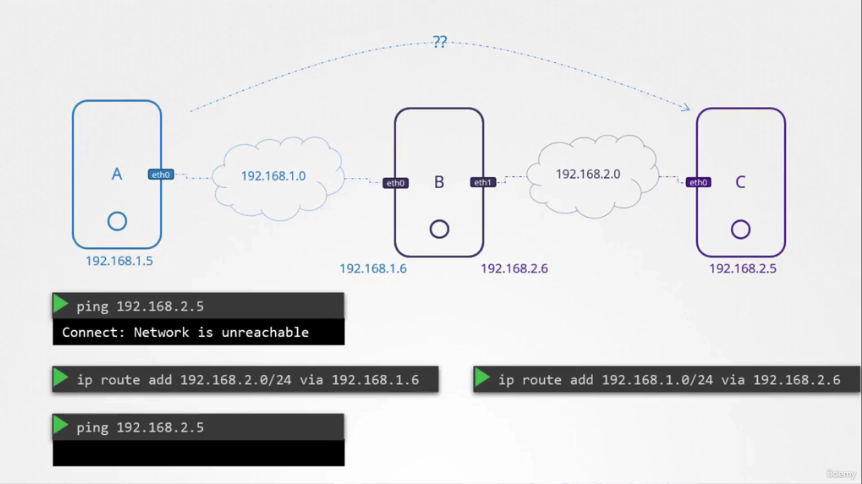 ??
A
eth0
192.168.1.0
eth0
B
eth1
192.168.2.0
eth0
C
192.168.1.5
192.168.1.6
192.168.2.6
192.168.2.5
ping 192.168.2.5
Connect: Network is unreachable
ip route add 192.168.2.0/24 via 192.168.1.6
ip route add 192.168.1.0/24 via 192.168.2.6
ping 192.168.2.5
ûdemy